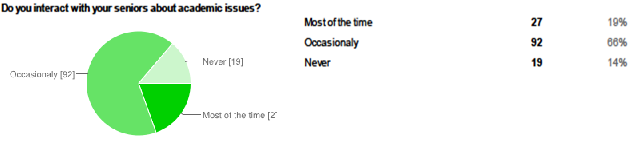 Do you interact with your seniors about academic issues?
Most of the time 27 19%
Occasionaly 92 66%
Never 19 14%
Never [19]
Occasionaly [92]
Most of the time [2